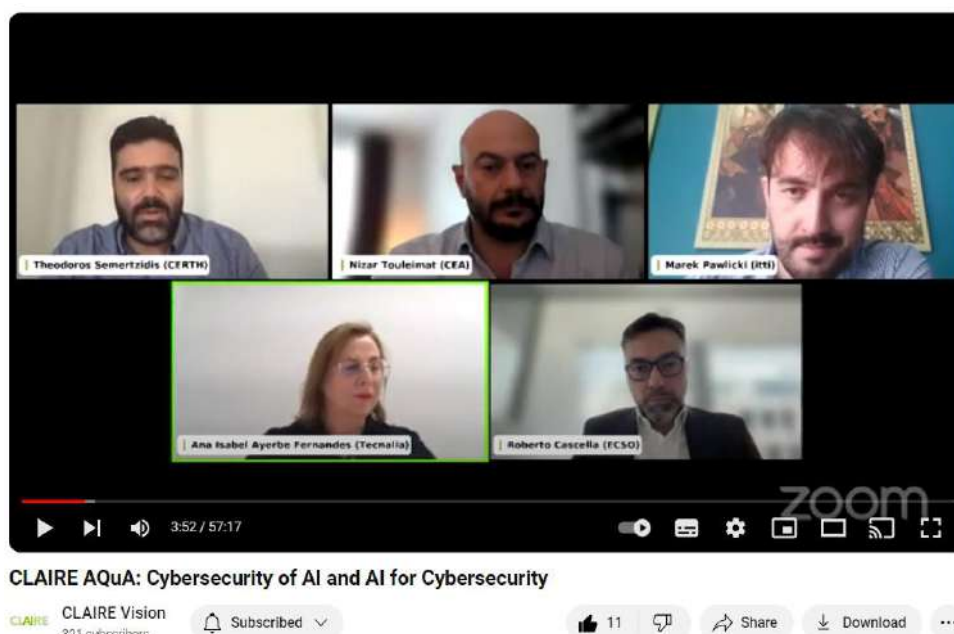 Theodoros Semertzidis (CERTH)
Nizar Touleimat (CEA)
Marek Pawlicki (itti)
Ana Isabel Ayerbe Fernandes (Tecnalia)
Roberto Cascella (ECSO)
zoom
3:52 / 57:17
CLAIRE AQuA: Cybersecurity of AI and AI for Cybersecurity
CLAIRE
CLAIRE Vision
Subscribed
11
Share
Download
subscribers